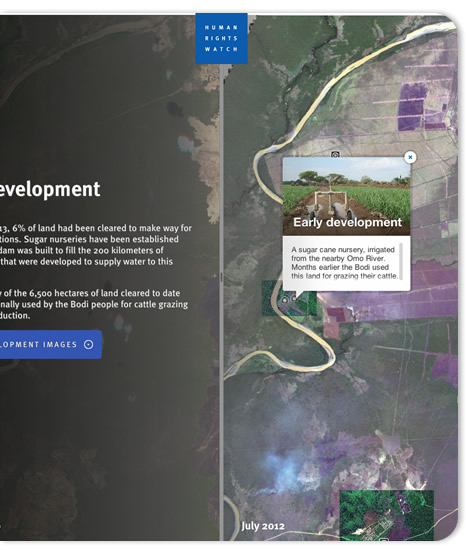 HUMAN
RIGHTS
WATCH
evelopment
13, 6% of land had been cleared to make way for
tions. Sugar nurseries have been established
dam was built to fill the 200 kilometers of
that were developed to supply water to this
y of the 6,500 hectares of land cleared to date
nally used by the Bodi people for cattle grazing
duction.
LOPMENT IMAGES
Early development
A sugar cane nursery, irrigated
from the nearby Omo River.
Months earlier the Bodi used
this land for grazing their cattle.
July 2012